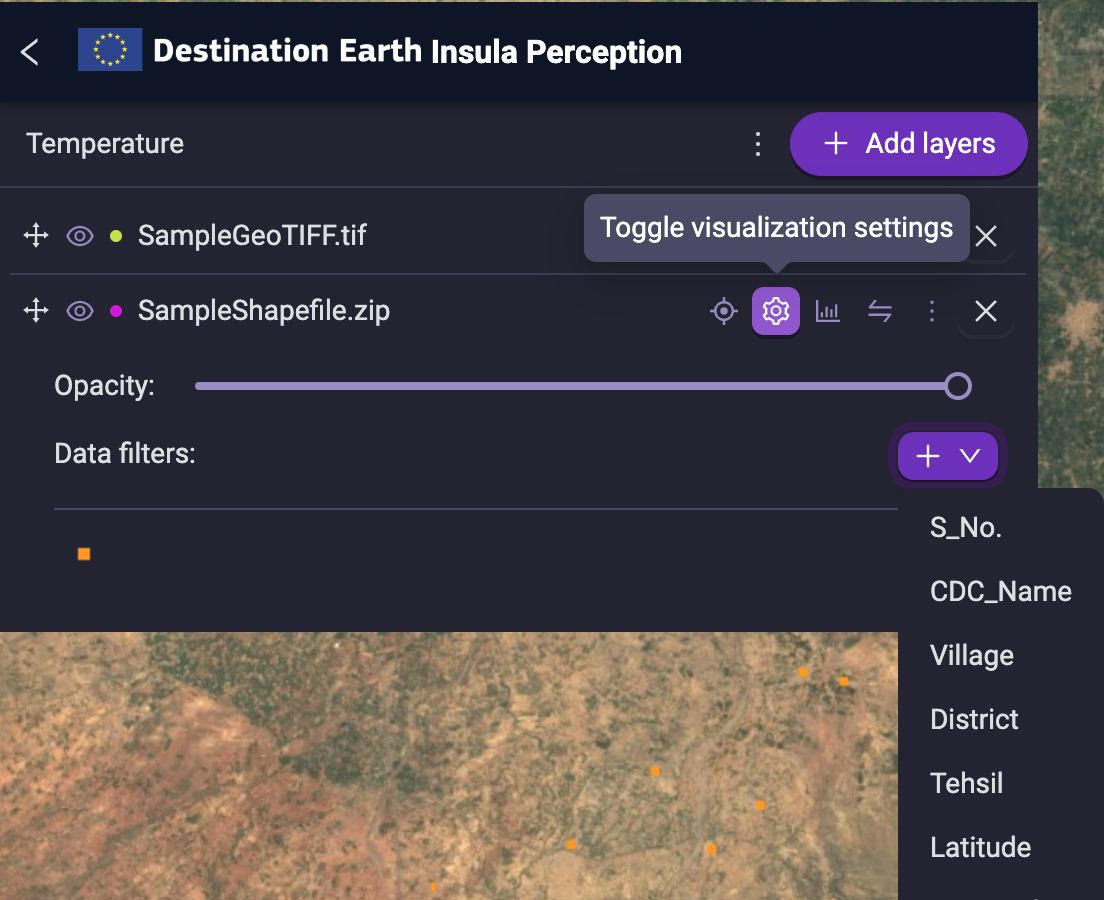 Destination Earth Insula Perception
Temperature
Add layers
SampleGeoTIFF.tif
Toggle visualization settings
SampleShapefile.zip
Opacity:
Data filters:
S_No.
CDC_Name
Village
District
Tehsil
Latitude